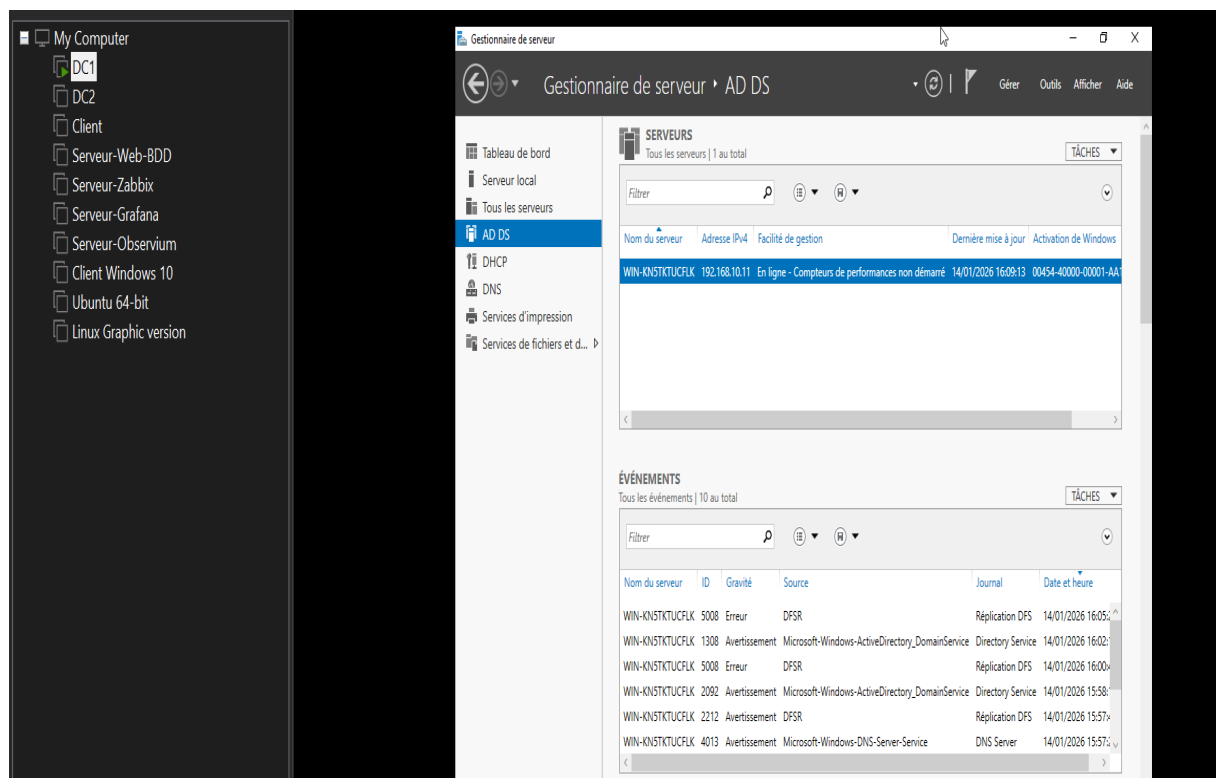 My Computer
DC1
DC2
Client
Serveur-Web-BDD
Serveur-Zabbix
Serveur-Grafana
Serveur-Observium
Client Windows 10
Ubuntu 64-bit
Linux Graphic version
Gestionnaire de serveur
Gestionnaire de serveur ‣ AD DS
Gérer Outils Afficher Aide
Tableau de bord
Serveur local
Tous les serveurs
AD DS
DHCP
DNS
Services d'impression
Services de fichiers et d...
SERVEURS
Tous les serveurs | 1 au total
TÂCHES
Filtrer
Nom du serveur Adresse IPv4 Facilité de gestion Dernière mise à jour Activation de Windows
WIN-KN5TKTUCFLK 192.168.10.11 En ligne - Compteurs de performances non démarré 14/01/2026 16:09:13 00454-40000-00001-AA
ÉVÉNEMENTS
Tous les événements | 10 au total
TÂCHES
Filtrer
Nom du serveur ID Gravité Source Journal Date et heure
WIN-KN5TKTUCFLK 5008 Erreur DFSR Réplication DFS 14/01/2026 16:05:
WIN-KN5TKTUCFLK 1308 Avertissement Microsoft-Windows-ActiveDirectory_DomainService Directory Service 14/01/2026 16:02:
WIN-KN5TKTUCFLK 5008 Erreur DFSR Réplication DFS 14/01/2026 16:00:
WIN-KN5TKTUCFLK 2092 Avertissement Microsoft-Windows-ActiveDirectory_DomainService Directory Service 14/01/2026 15:58:
WIN-KN5TKTUCFLK 2212 Avertissement DFSR Réplication DFS 14/01/2026 15:57:
WIN-KN5TKTUCFLK 4013 Avertissement Microsoft-Windows-DNS-Server-Service DNS Server 14/01/2026 15:57: